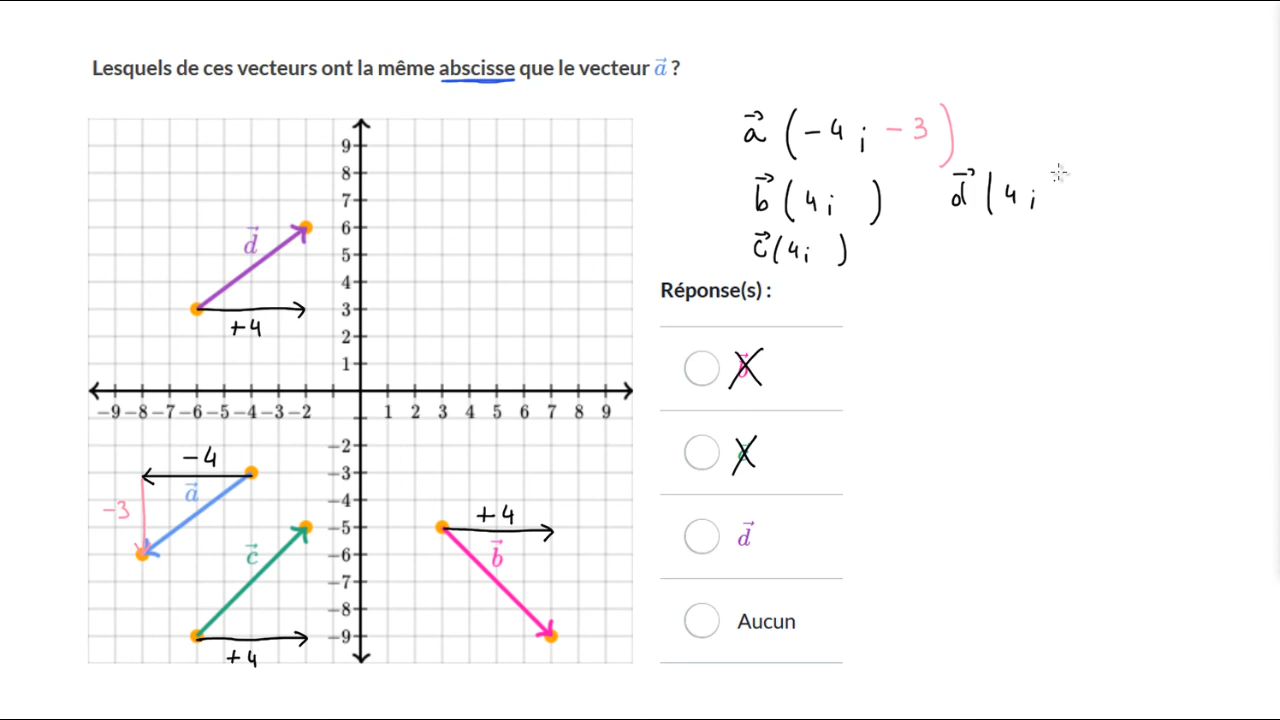 Lesquels de ces vecteurs ont la même abscisse que le vecteur a⃗ ?
a⃗ (-4 ; -3)
b⃗ (4 ; )
d⃗ (4 ;
c⃗ (4 ; )
Réponse(s) :
b⃗
c⃗
d⃗
Aucun
9
8
7
6
5
4
3
2
1
d⃗
+4
-9 -8 -7 -6 -5 -4 -3 -2 1 2 3 4 5 6 7 8 9
-2
-3
-4
-5
-6
-7
-8
-9
-4
a⃗
-3
c⃗
+4
+4
b⃗